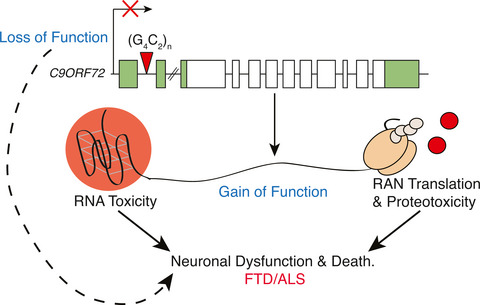 Loss of Function
(G4C2)n
C9ORF72
Gain of Function
RNA Toxicity
RAN Translation
& Proteotoxicity
Neuronal Dysfunction & Death.
FTD/ALS